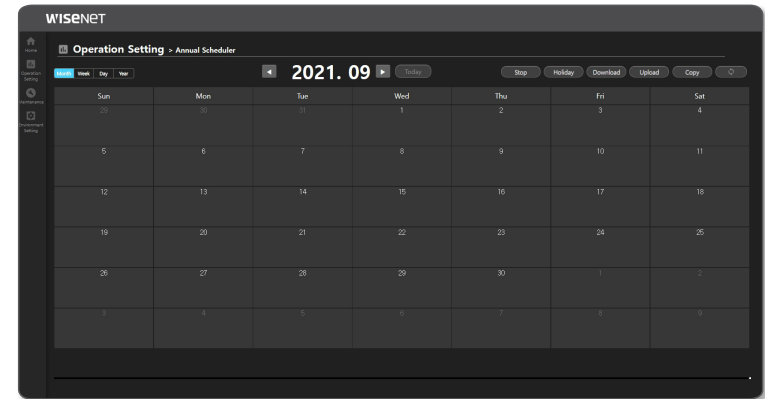 WISENET
Home
Operation Setting > Annual Scheduler
Operation
Setting
Month Week Day Year
2021. 09
Today
Stop Holiday Download Upload Copy
Maintenance
Environment
Setting
Sun Mon Tue Wed Thu Fri Sat
29 30 31 1 2 3 4
5 6 7 8 9 10 11
12 13 14 15 16 17 18
19 20 21 22 23 24 25
26 27 28 29 30 1 2
3 4 5 6 7 8 9